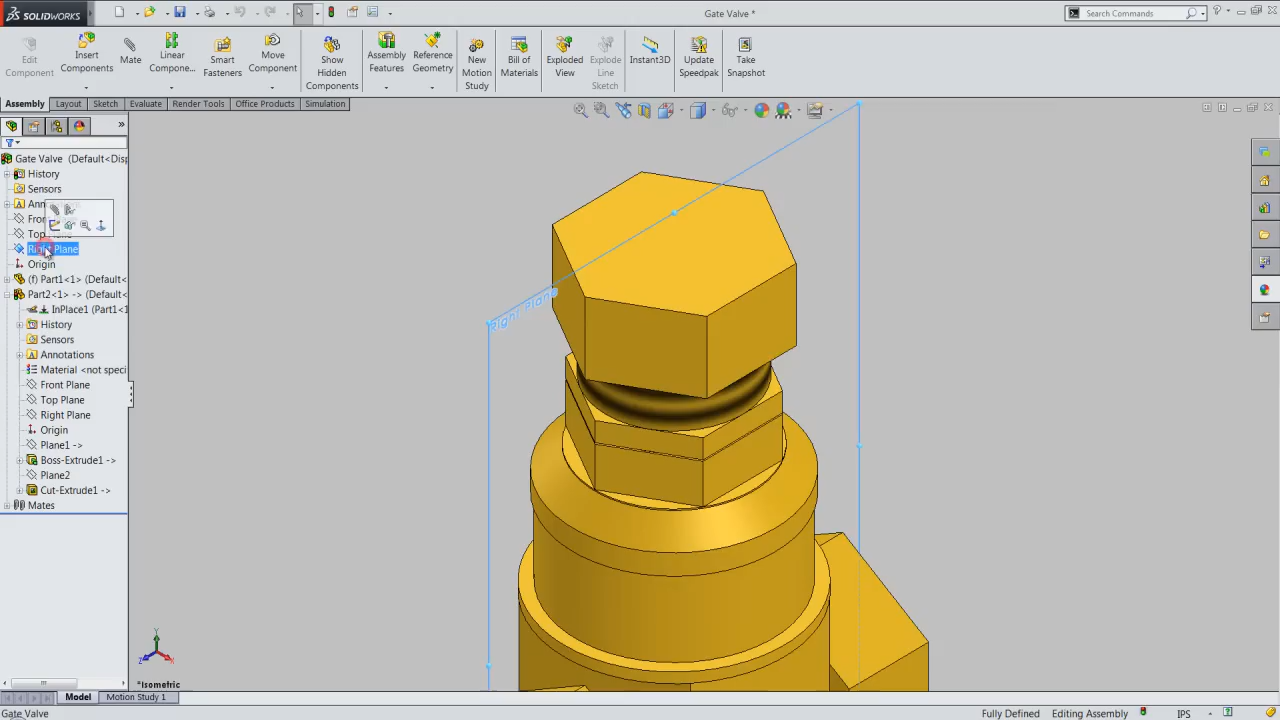 SOLIDWORKS
Gate Valve *
Search Commands
Edit
Component
Insert
Components
Mate
Linear
Compone...
Smart
Fasteners
Move
Component
Show
Hidden
Components
Assembly
Features
Reference
Geometry
New
Motion
Study
Bill of
Materials
Exploded
View
Explode
Line
Sketch
Instant3D
Update
Speedpak
Take
Snapshot
Assembly Layout Sketch Evaluate Render Tools Office Products Simulation
Gate Valve (Default<Disp
History
Sensors
Ann
Fron
Top Plane
Right Plane
Origin
(f) Part1<1> (Default<
Part2<1> -> (Default<
InPlace1 (Part1<1
History
Sensors
Annotations
Material <not speci
Front Plane
Top Plane
Right Plane
Origin
Plane1 ->
Boss-Extrude1 ->
Plane2
Cut-Extrude1 ->
Mates
Right Plane
Y
Z
X
*Isometric
Model Motion Study 1
Gate Valve
Fully Defined Editing Assembly IPS